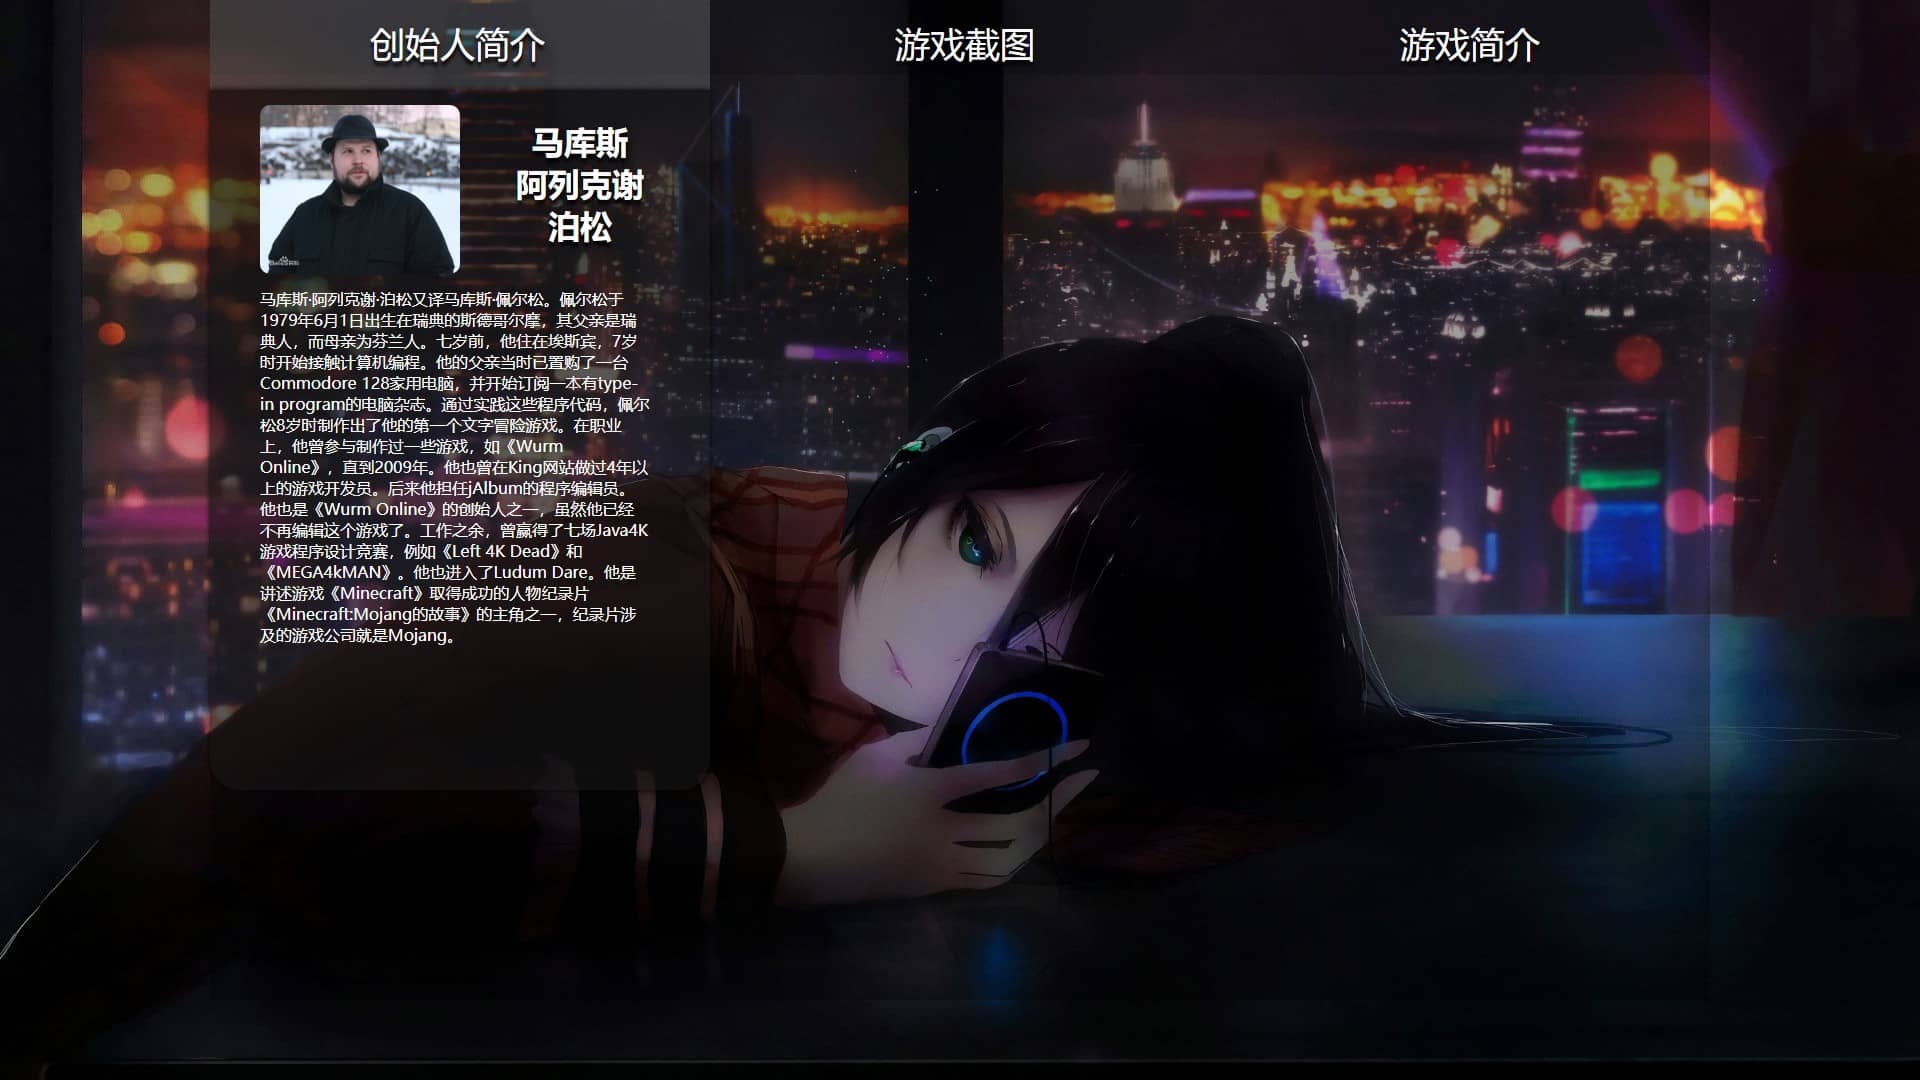 创始人简介
游戏截图
游戏简介
马库斯
阿列克谢
泊松
马库斯·阿列克谢·泊松又译马库斯·佩尔松。佩尔松于
1979年6月1日出生在瑞典的斯德哥尔摩，其父亲是瑞
典人，而母亲为芬兰人。七岁前，他住在埃斯宾，7岁
时开始接触计算机编程。他的父亲当时已置购了一台
Commodore 128家用电脑，并开始订阅一本有type-
in program的电脑杂志。通过实践这些程序代码，佩尔
松8岁时制作出了他的第一个文字冒险游戏。在职业
上，他曾参与制作过一些游戏，如《Wurm
Online》，直到2009年。他也曾在King网站做过4年以
上的游戏开发员。后来他担任jAlbum的程序编辑员。
他也是《Wurm Online》的创始人之一，虽然他已经
不再编辑这个游戏了。工作之余，曾赢得了七场Java4K
游戏程序设计竞赛，例如《Left 4K Dead》和
《MEGA4kMAN》。他也进入了Ludum Dare。他是
讲述游戏《Minecraft》取得成功的人物纪录片
《Minecraft:Mojang的故事》的主角之一，纪录片涉
及的游戏公司就是Mojang。